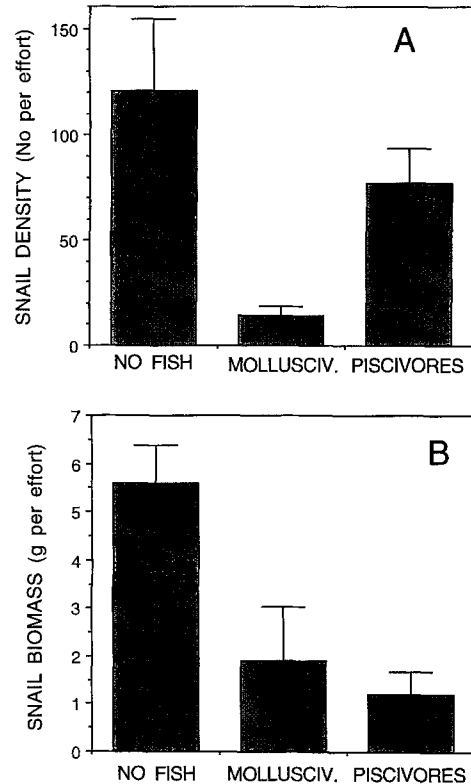 A
SNAIL DENSITY (No per effort)
150
100
50
0
NO FISH MOLLUSCIV. PISCIVORES
B
SNAIL BIOMASS (g per effort)
7
6
5
4
3
2
1
0
NO FISH MOLLUSCIV. PISCIVORES